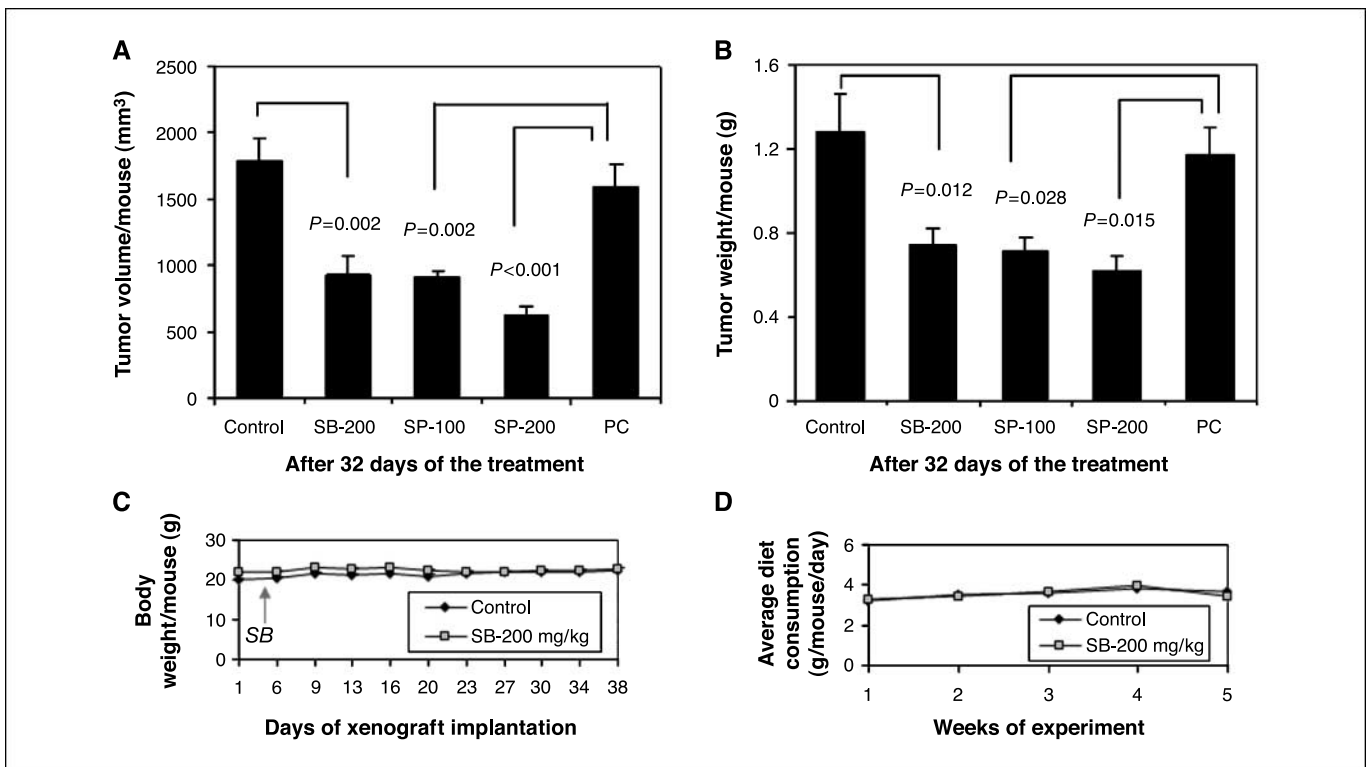 A
Tumor volume/mouse (mm³)
2500
2000
1500
1000
500
0
P=0.002
P=0.002
P<0.001
Control SB-200 SP-100 SP-200 PC
After 32 days of the treatment
B
Tumor weight/mouse (g)
1.6
1.2
0.8
0.4
0
P=0.012
P=0.028
P=0.015
Control SB-200 SP-100 SP-200 PC
After 32 days of the treatment
C
Body
weight/mouse (g)
30
20
10
0
SB
Control
SB-200 mg/kg
1 6 9 13 16 20 23 27 30 34 38
Days of xenograft implantation
D
Average diet
consumption
(g/mouse/day)
6
4
2
0
Control
SB-200 mg/kg
1 2 3 4 5
Weeks of experiment